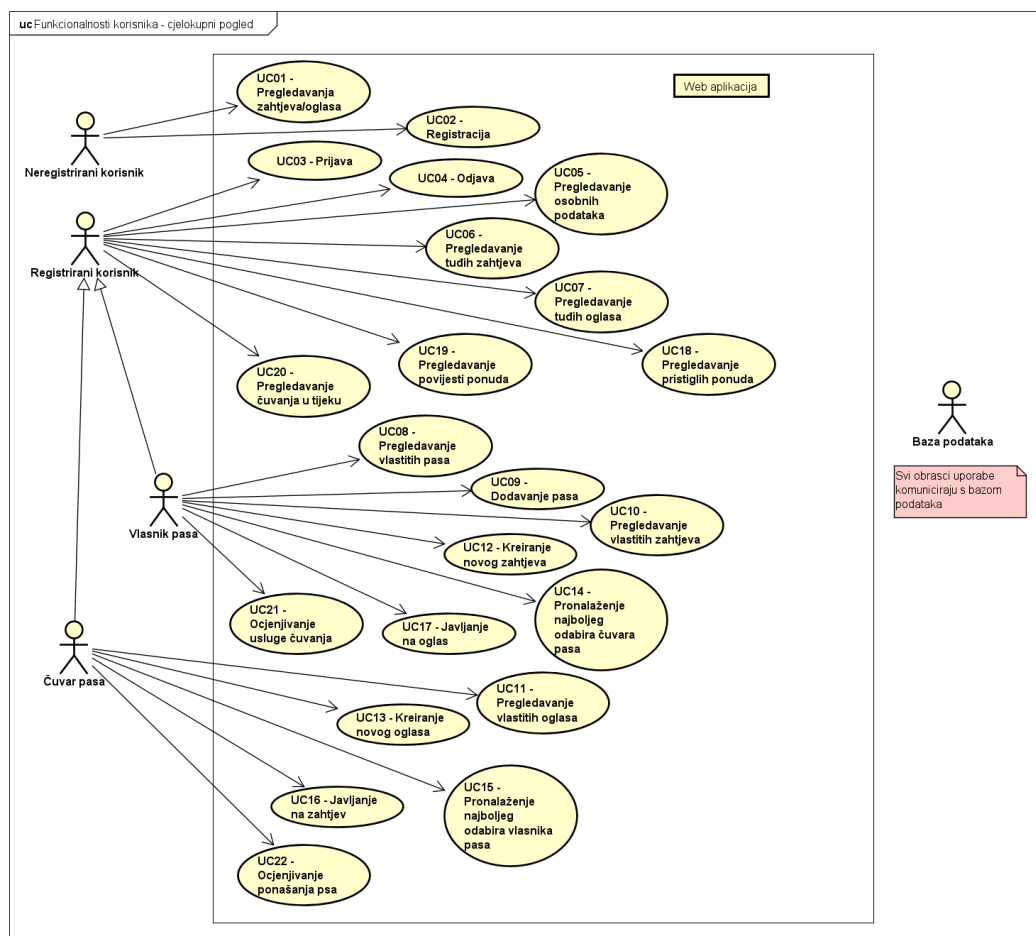 uc Funkcionalnosti korisnika - cjelokupni pogled
Web aplikacija
UC01 -
Pregledavanja
zahtjeva/oglasa
UC02 -
Registracija
Neregistrirani korisnik
UC03 - Prijava
UC04 - Odjava
UC05 -
Pregledavanje
osobnih
podataka
Registrirani korisnik
UC06 -
Pregledavanje
tuđih zahtjeva
UC07 -
Pregledavanje
tuđih oglasa
UC18 -
Pregledavanje
pristiglih ponuda
UC19 -
Pregledavanje
povijesti ponuda
UC20 -
Pregledavanje
čuvanja u tijeku
Baza podataka
Svi obrasci uporabe
komuniciraju s bazom
podataka
UC08 -
Pregledavanje
vlastitih pasa
UC09 -
Dodavanje pasa
UC10 -
Pregledavanje
vlastitih zahtjeva
Vlasnik pasa
UC12 - Kreiranje
novog zahtjeva
UC14 -
Pronalaženje
najboljeg
odabira čuvara
pasa
UC21 -
Ocjenjivanje
usluge čuvanja
UC17 - Javljanje
na oglas
Čuvar pasa
UC11 -
Pregledavanje
vlastitih oglasa
UC13 - Kreiranje
novog oglasa
UC16 - Javljanje
na zahtjev
UC15 -
Pronalaženje
najboljeg
odabira vlasnika
pasa
UC22 -
Ocjenjivanje
ponašanja psa